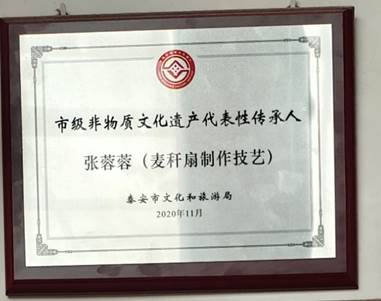 市级非物质文化遗产代表性传承人
张蓉蓉（麦秆扇制作技艺）
泰安市文化和旅游局
2020年11月